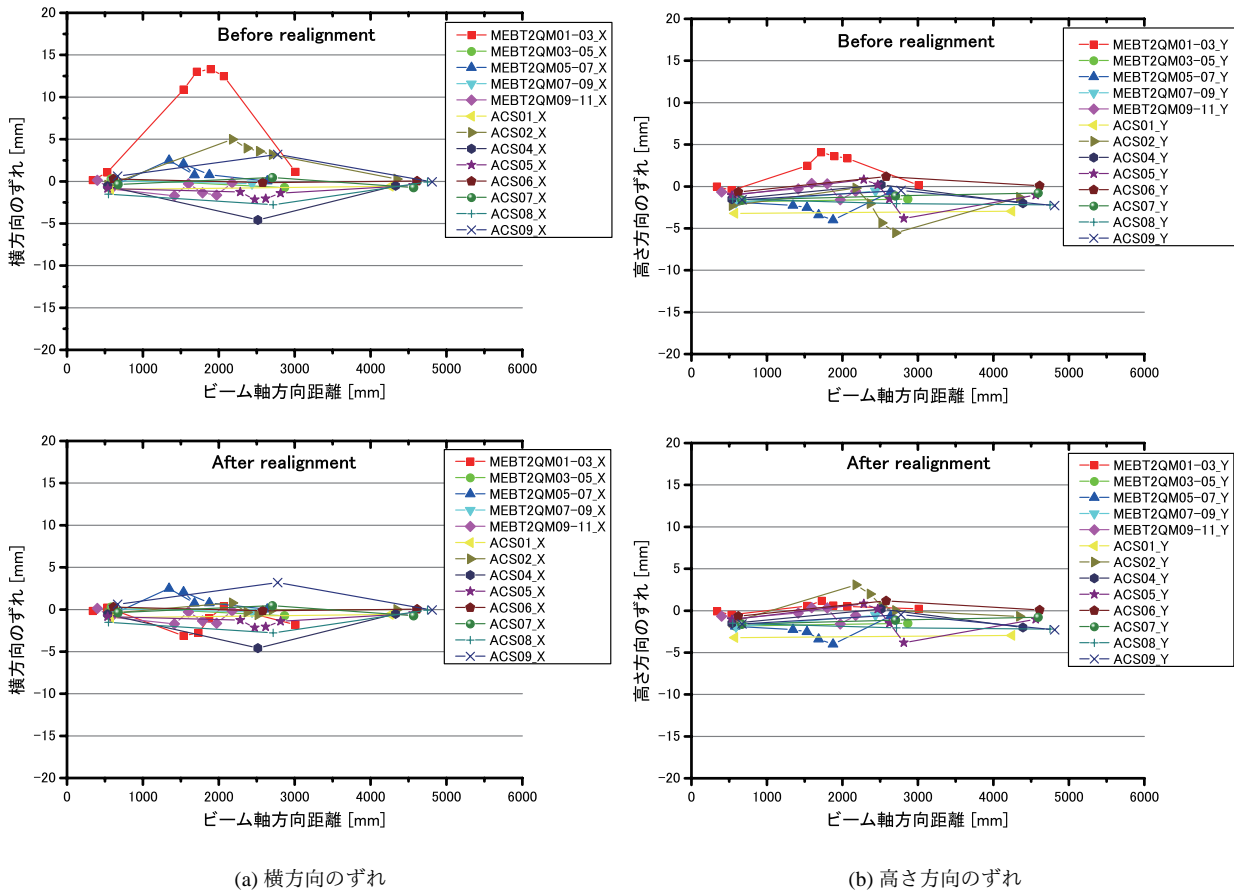 Before realignment
20
15
10
5
0
-5
-10
-15
-20
横方向のずれ [mm]
0 1000 2000 3000 4000 5000 6000
ビーム軸方向距離 [mm]
MEBT2QM01-03_X
MEBT2QM03-05_X
MEBT2QM05-07_X
MEBT2QM07-09_X
MEBT2QM09-11_X
ACS01_X
ACS02_X
ACS04_X
ACS05_X
ACS06_X
ACS07_X
ACS08_X
ACS09_X
Before realignment
20
15
10
5
0
-5
-10
-15
-20
高さ方向のずれ [mm]
0 1000 2000 3000 4000 5000 6000
ビーム軸方向距離 [mm]
MEBT2QM01-03_Y
MEBT2QM03-05_Y
MEBT2QM05-07_Y
MEBT2QM07-09_Y
MEBT2QM09-11_Y
ACS01_Y
ACS02_Y
ACS04_Y
ACS05_Y
ACS06_Y
ACS07_Y
ACS08_Y
ACS09_Y
After realignment
20
15
10
5
0
-5
-10
-15
-20
横方向のずれ [mm]
0 1000 2000 3000 4000 5000 6000
ビーム軸方向距離 [mm]
MEBT2QM01-03_X
MEBT2QM03-05_X
MEBT2QM05-07_X
MEBT2QM07-09_X
MEBT2QM09-11_X
ACS01_X
ACS02_X
ACS04_X
ACS05_X
ACS06_X
ACS07_X
ACS08_X
ACS09_X
After realignment
20
15
10
5
0
-5
-10
-15
-20
高さ方向のずれ [mm]
0 1000 2000 3000 4000 5000 6000
ビーム軸方向距離 [mm]
MEBT2QM01-03_Y
MEBT2QM03-05_Y
MEBT2QM05-07_Y
MEBT2QM07-09_Y
MEBT2QM09-11_Y
ACS01_Y
ACS02_Y
ACS04_Y
ACS05_Y
ACS06_Y
ACS07_Y
ACS08_Y
ACS09_Y
(a) 横方向のずれ
(b) 高さ方向のずれ